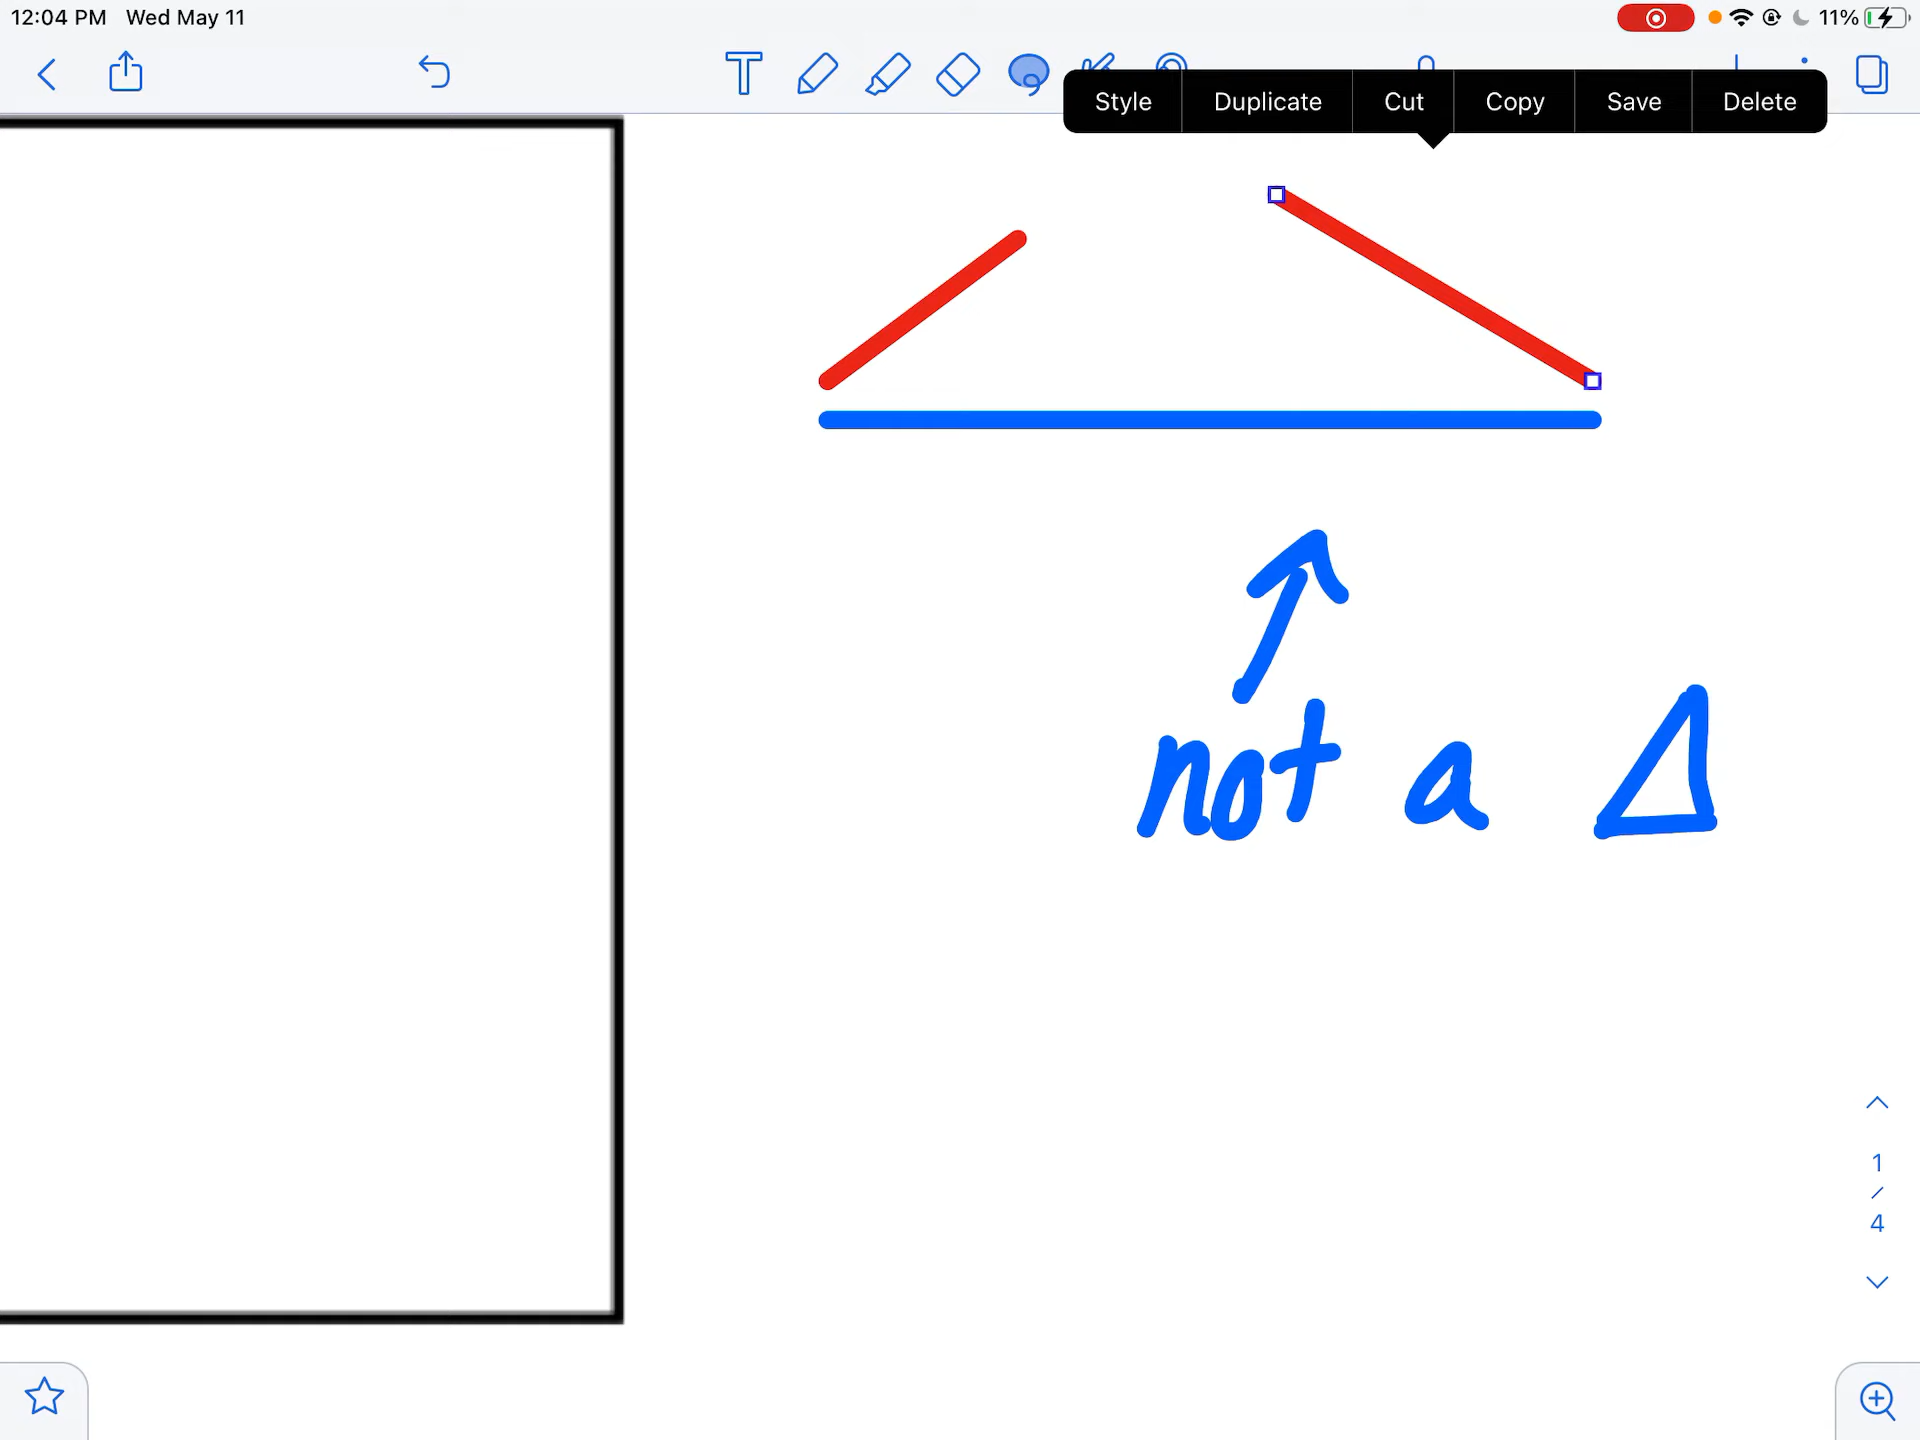 12:04 PM Wed May 11
11%
T
Style Duplicate Cut Copy Save Delete
not a Δ
1
/
4